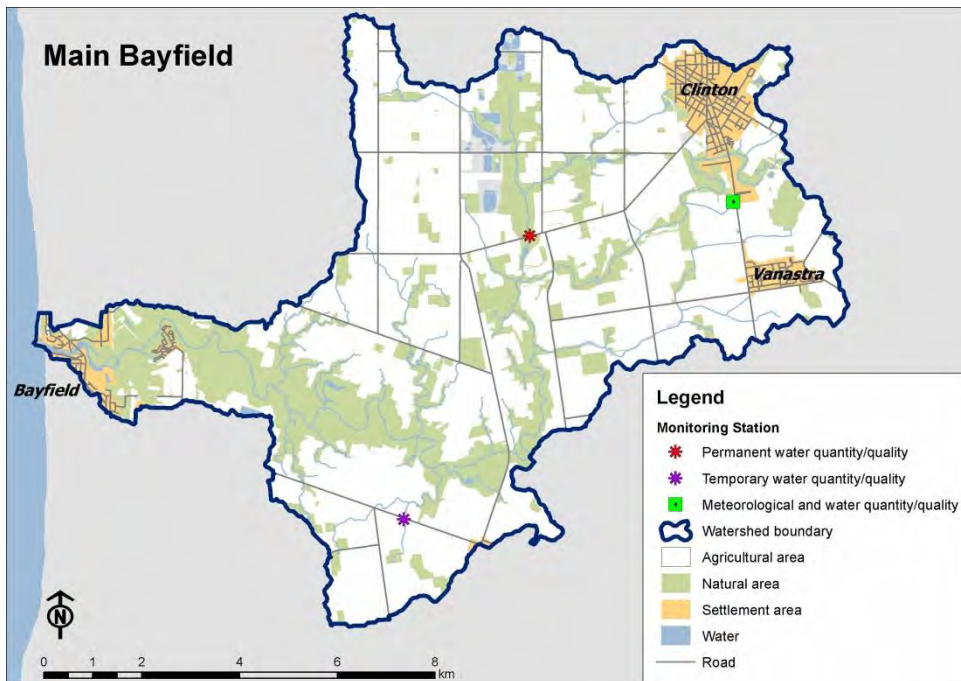 Main Bayfield
Clinton
Vanastra
Bayfield
Legend
Monitoring Station
Permanent water quantity/quality
Temporary water quantity/quality
Meteorological and water quantity/quality
Watershed boundary
Agricultural area
Natural area
Settlement area
Water
Road
N
0 1 2 4 6 8
km